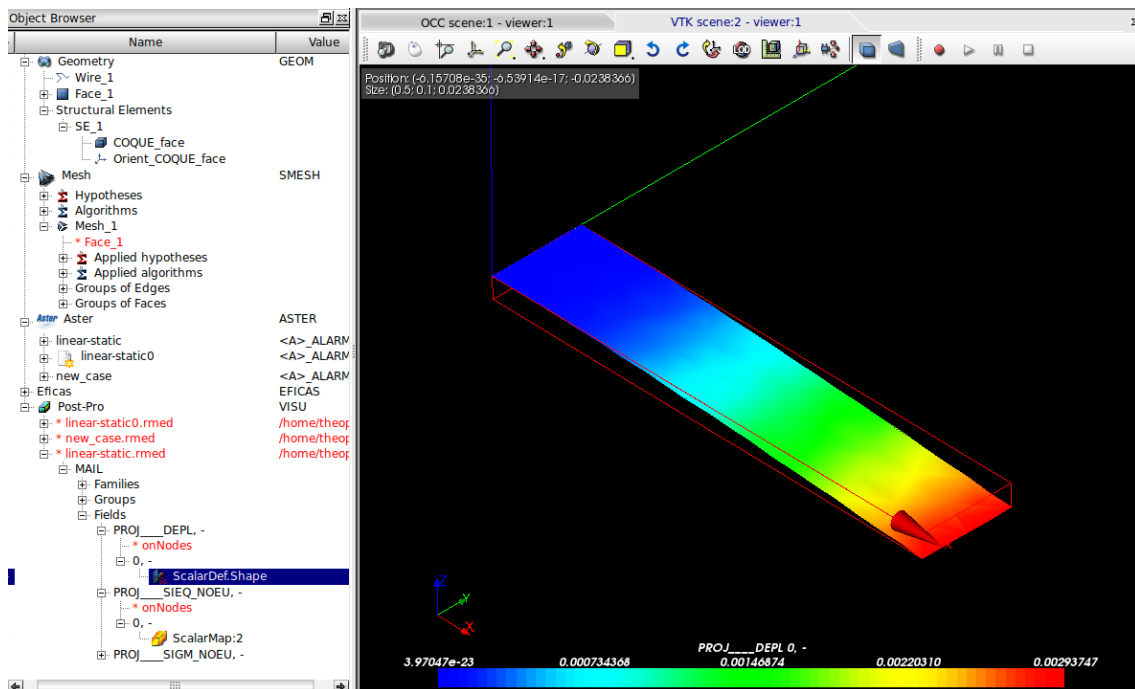 Object Browser
Name Value
Geometry GEOM
Wire_1
Face_1
Structural Elements
SE_1
COQUE_face
Orient_COQUE_face
Mesh SMESH
Hypotheses
Algorithms
Mesh_1
* Face_1
Applied hypotheses
Applied algorithms
Groups of Edges
Groups of Faces
Aster Aster ASTER
linear-static <A>_ALARM
linear-static0 <A>_ALARM
new_case <A>_ALARM
Eficas EFICAS
Post-Pro VISU
* linear-static0.rmed /home/theop
* new_case.rmed /home/theop
* linear-static.rmed /home/theop
MAIL
Families
Groups
Fields
PROJ____DEPL, -
* onNodes
0, -
ScalarDef.Shape
PROJ____SIEQ_NOEU, -
* onNodes
0, -
ScalarMap:2
PROJ____SIGM_NOEU, -
OCC scene:1 - viewer:1 VTK scene:2 - viewer:1
Position: (-6.15708e-35; -6.53914e-17; -0.0238366)
Size: (0.5; 0.1; 0.0238366)
Z
Y
X
PROJ____DEPL 0, -
3.97047e-23 0.000734368 0.00146874 0.00220310 0.00293747